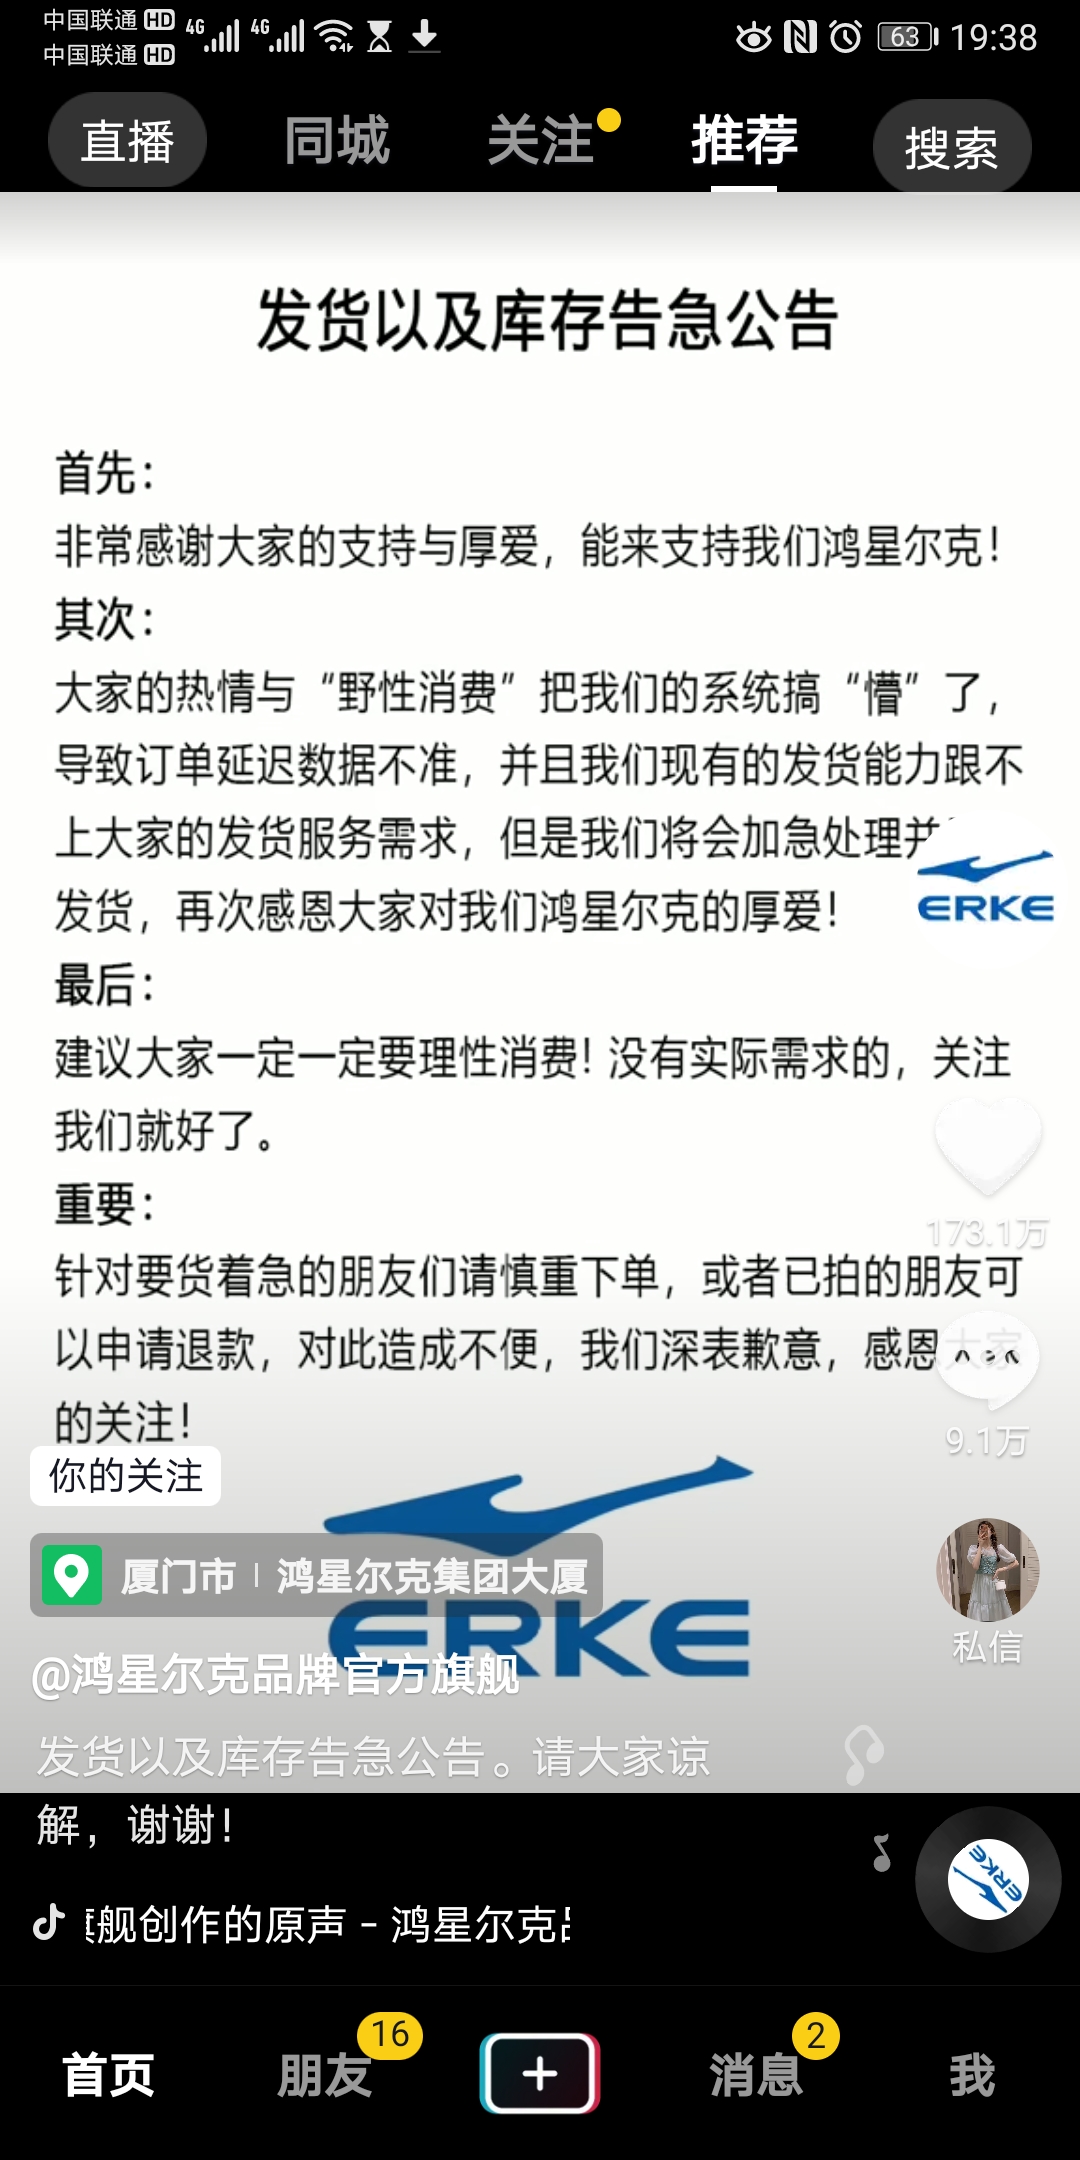 中国联通 HD 4G 4G 63 19:38
中国联通 HD
直播 同城 关注 推荐 搜索
发货以及库存告急公告
首先：
非常感谢大家的支持与厚爱，能来支持我们鸿星尔克！
其次：
大家的热情与“野性消费”把我们的系统搞“懵”了，
导致订单延迟数据不准，并且我们现有的发货能力跟不
上大家的发货服务需求，但是我们将会加急处理并
发货，再次感恩大家对我们鸿星尔克的厚爱！
ERKE
最后：
建议大家一定一定要理性消费！没有实际需求的，关注
我们就好了。
重要：
173.1万
针对要货着急的朋友们请慎重下单，或者已拍的朋友可
以申请退款，对此造成不便，我们深表歉意，感恩大家
的关注！
9.1万
你的关注
厦门市 | 鸿星尔克集团大厦
ERKE
私信
@鸿星尔克品牌官方旗舰
发货以及库存告急公告。请大家谅
解，谢谢！
ERKE
旗舰创作的原声 - 鸿星尔克品
首页 朋友 16 消息 2 我